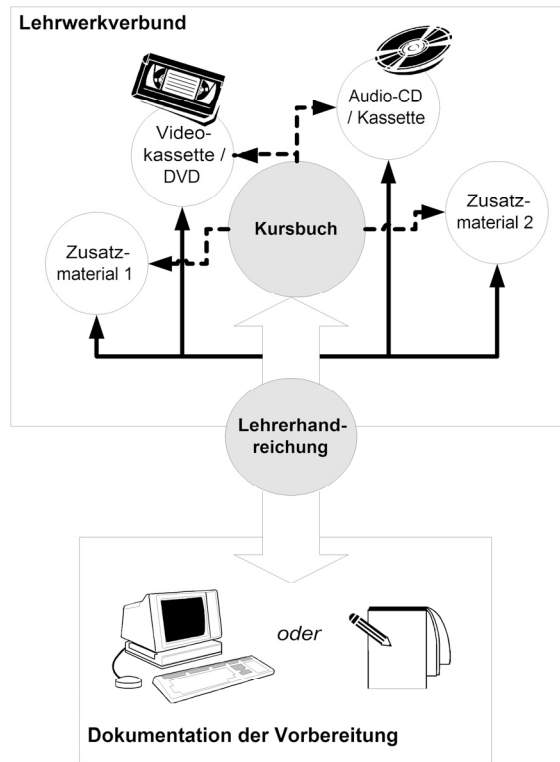 Lehrwerkverbund
Audio-CD
/ Kassette
Video-
kassette /
DVD
Kursbuch
Zusatz-
material 2
Zusatz-
material 1
Lehrerhand-
reichung
oder
Dokumentation der Vorbereitung